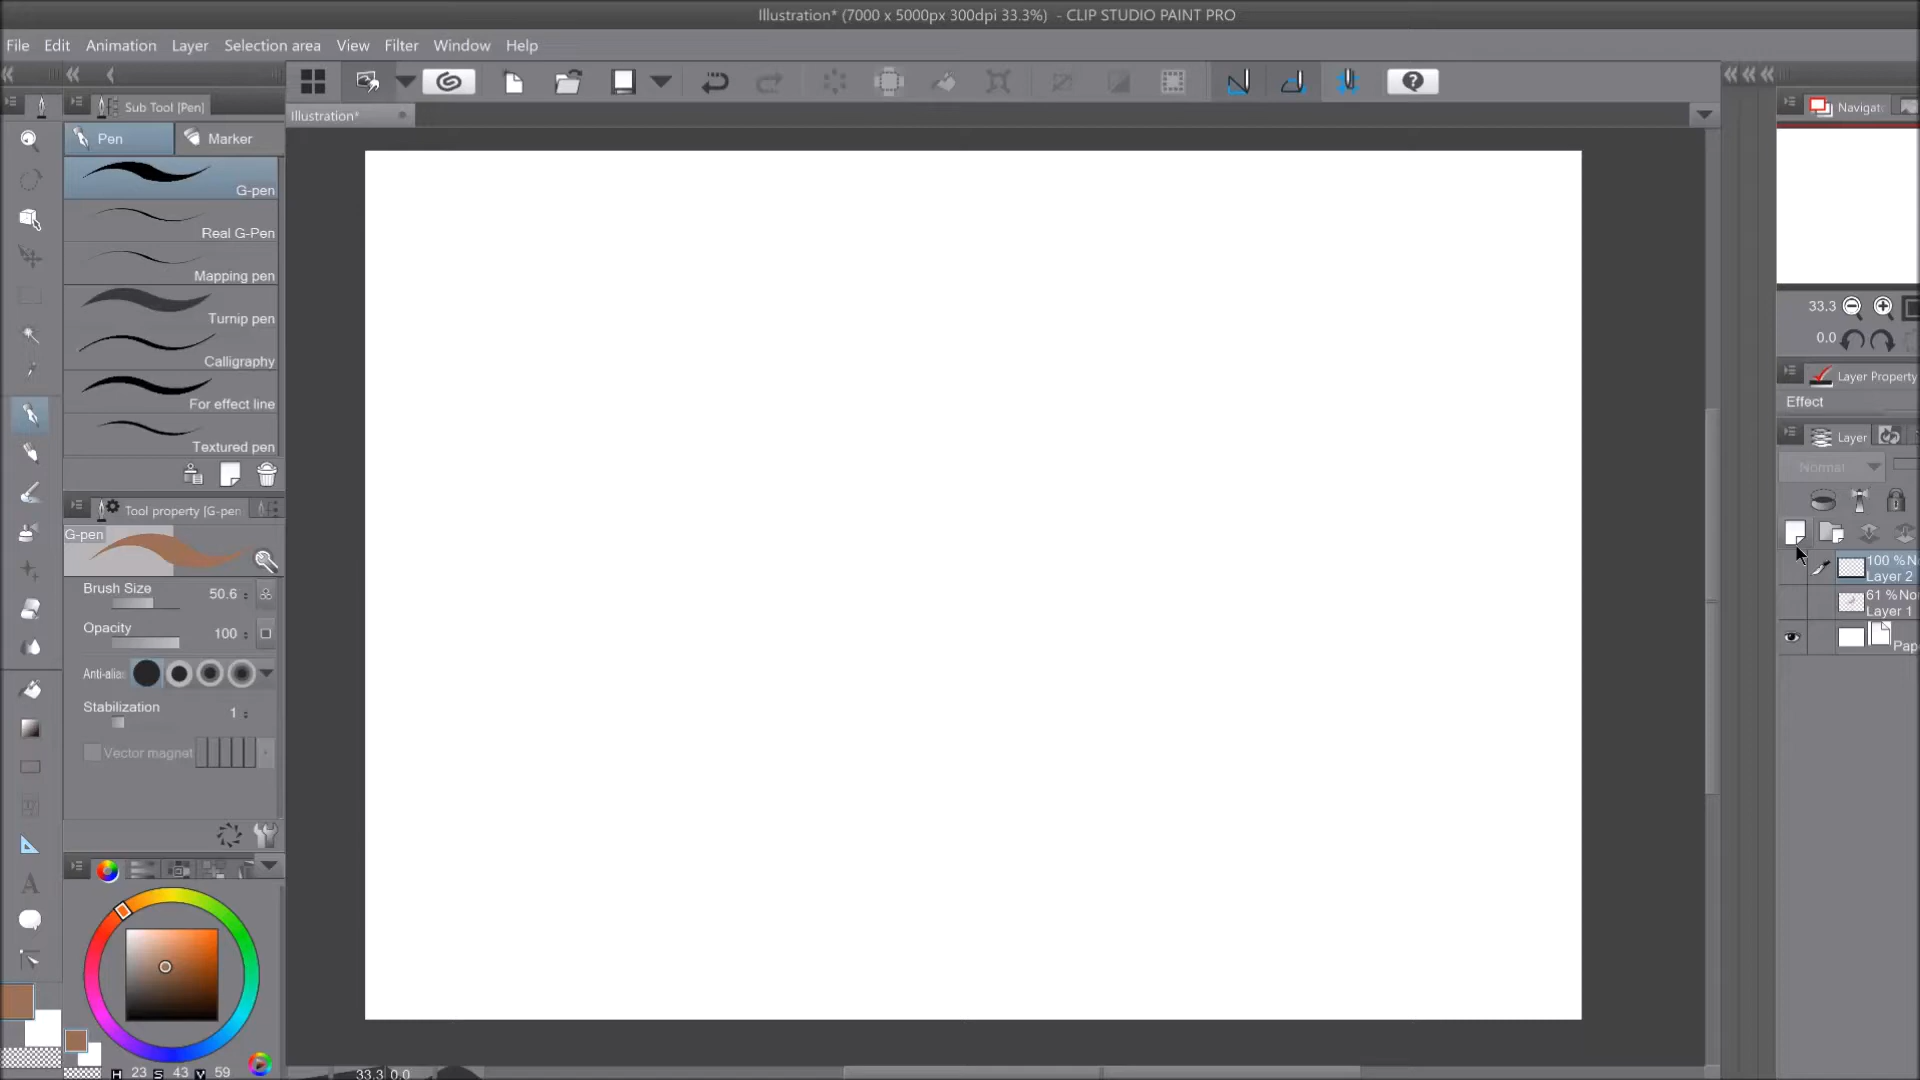 Illustration* (7000 x 5000px 300dpi 33.3%) - CLIP STUDIO PAINT PRO
File Edit Animation Layer Selection area View Filter Window Help
Sub Tool [Pen]
Illustration*
Pen Marker
G-pen
Real G-Pen
Mapping pen
Turnip pen
Calligraphy
For effect line
Textured pen
Tool property [G-pen
G-pen
Brush Size 50.6
Opacity 100
Anti-alia
Stabilization 1
Vector magnet
H 23 S 43 V 59
33.3 0.0
Navigat
33.3
0.0
Layer Property
Effect
Layer
Normal
100 %No
Layer 2
61 %Nor
Layer 1
Pap